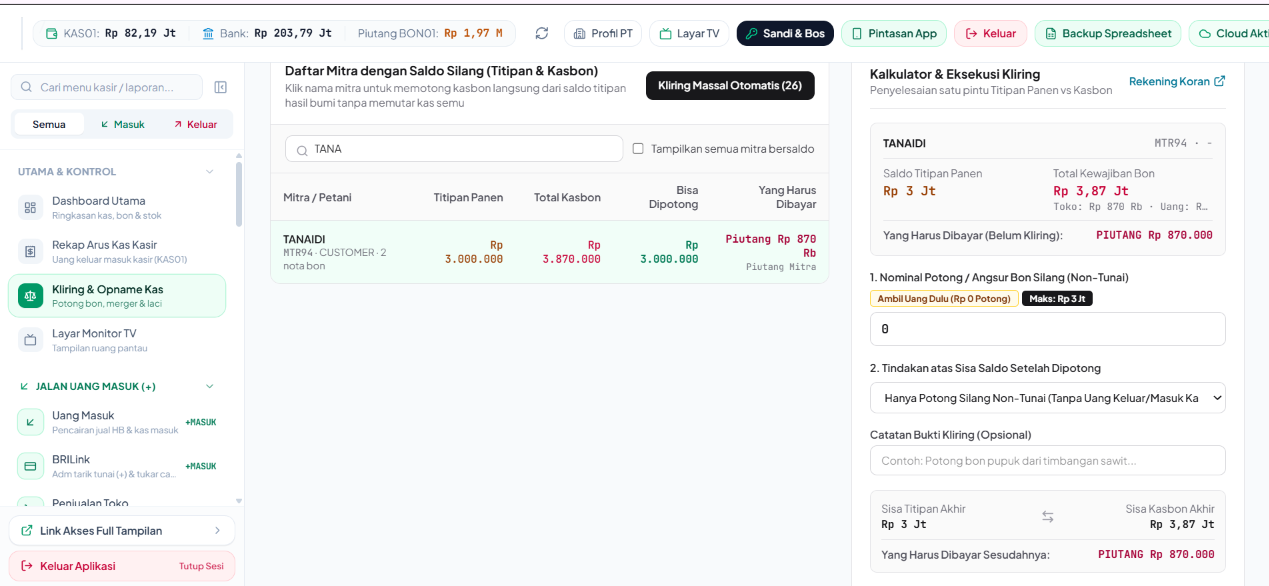 KAS01: Rp 82,19 Jt
Bank: Rp 203,79 Jt
Piutang BON01: Rp 1,97 M
Profil PT
Layar TV
Sandi & Bos
Pintasan App
Keluar
Backup Spreadsheet
Cloud Akti
Cari menu kasir / laporan...
Semua
Masuk
Keluar
UTAMA & KONTROL
Dashboard Utama
Ringkasan kas, bon & stok
Rekap Arus Kas Kasir
Uang keluar masuk kasir (KAS01)
Kliring & Opname Kas
Potong bon, merger & laci
Layar Monitor TV
Tampilan ruang pantau
JALAN UANG MASUK (+)
Uang Masuk
Pencairan jual HB & kas masuk
+MASUK
BRILink
Adm tarik tunai (+) & tukar ca...
+MASUK
Penjualan Toko
Link Akses Full Tampilan
Keluar Aplikasi
Tutup Sesi
Daftar Mitra dengan Saldo Silang (Titipan & Kasbon)
Klik nama mitra untuk memotong kasbon langsung dari saldo titipan
hasil bumi tanpa memutar kas semu
Kliring Massal Otomatis (26)
TANA
Tampilkan semua mitra bersaldo
Mitra / Petani
Titipan Panen
Total Kasbon
Bisa
Dipotong
Yang Harus
Dibayar
TANAIDI
MTR94 · CUSTOMER · 2
nota bon
Rp
3.000.000
Rp
3.870.000
Rp
3.000.000
Piutang Rp 870
Rb
Piutang Mitra
Kalkulator & Eksekusi Kliring
Penyelesaian satu pintu Titipan Panen vs Kasbon
Rekening Koran
TANAIDI
MTR94 · -
Saldo Titipan Panen
Rp 3 Jt
Total Kewajiban Bon
Rp 3,87 Jt
Toko: Rp 870 Rb · Uang: R…
Yang Harus Dibayar (Belum Kliring):
PIUTANG Rp 870.000
1. Nominal Potong / Angsur Bon Silang (Non-Tunai)
Ambil Uang Dulu (Rp 0 Potong)
Maks: Rp 3 Jt
0
2. Tindakan atas Sisa Saldo Setelah Dipotong
Hanya Potong Silang Non-Tunai (Tanpa Uang Keluar/Masuk Ka
Catatan Bukti Kliring (Opsional)
Contoh: Potong bon pupuk dari timbangan sawit...
Sisa Titipan Akhir
Rp 3 Jt
Sisa Kasbon Akhir
Rp 3,87 Jt
Yang Harus Dibayar Sesudahnya:
PIUTANG Rp 870.000